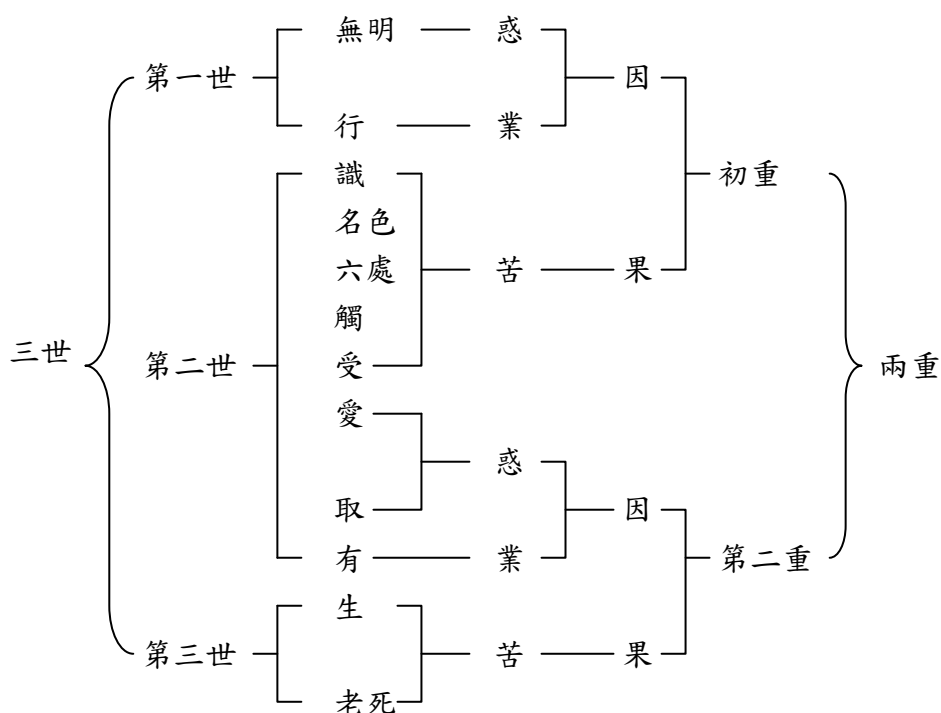 無明 惑
第一世 因
行 業
識 初重
名色
六處 苦 果
觸
三世 第二世 受 兩重
愛
惑
取 因
有 業 第二重
生
第三世 苦 果
老死